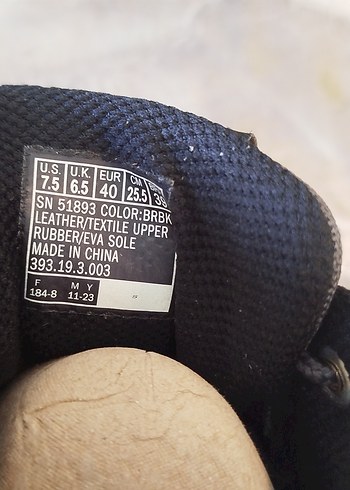 U.S. U.K. EUR CM
7.5 6.5 40 25.5
SN 51893 COLOR:BRBK
LEATHER/TEXTILE UPPER
RUBBER/EVA SOLE
MADE IN CHINA
393.19.3.003
F M Y
184-8 11-23